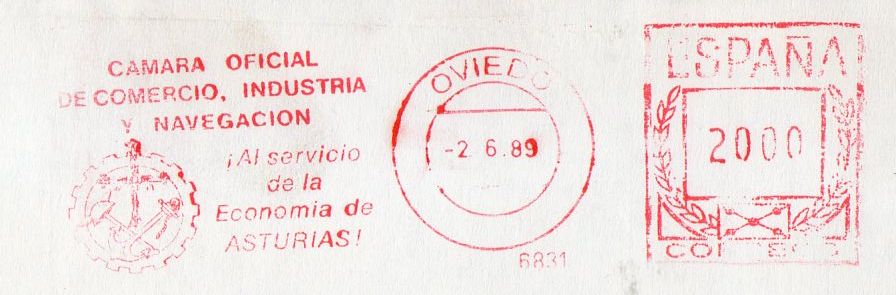 CAMARA OFICIAL
DE COMERCIO, INDUSTRIA
Y NAVEGACION
¡Al servicio
de la
Economia de
ASTURIAS!
OVIEDO
-2 6.89
6831
ESPAÑA
2000
CORREOS